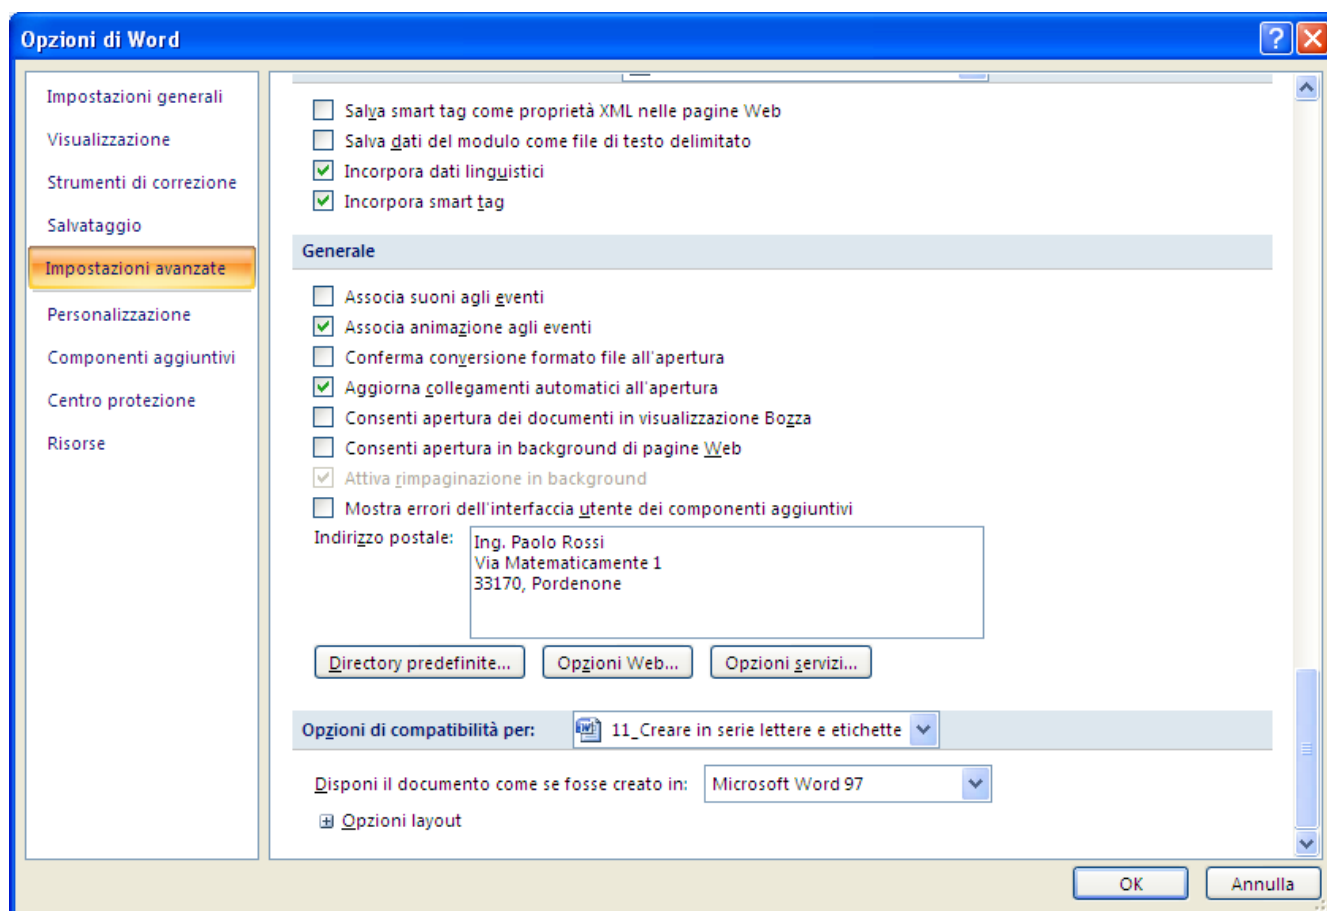 Opzioni di Word
Impostazioni generali
Visualizzazione
Strumenti di correzione
Salvataggio
Impostazioni avanzate
Personalizzazione
Componenti aggiuntivi
Centro protezione
Risorse
Salva smart tag come proprietà XML nelle pagine Web
Salva dati del modulo come file di testo delimitato
Incorpora dati linguistici
Incorpora smart tag
Generale
Associa suoni agli eventi
Associa animazione agli eventi
Conferma conversione formato file all'apertura
Aggiorna collegamenti automatici all'apertura
Consenti apertura dei documenti in visualizzazione Bozza
Consenti apertura in background di pagine Web
Attiva rimpaginazione in background
Mostra errori dell'interfaccia utente dei componenti aggiuntivi
Indirizzo postale:
Ing. Paolo Rossi
Via Matematicamente 1
33170, Pordenone
Directory predefinite... Opzioni Web... Opzioni servizi...
Opzioni di compatibilità per: 11_Creare in serie lettere e etichette
Disponi il documento come se fosse creato in: Microsoft Word 97
Opzioni layout
OK Annulla